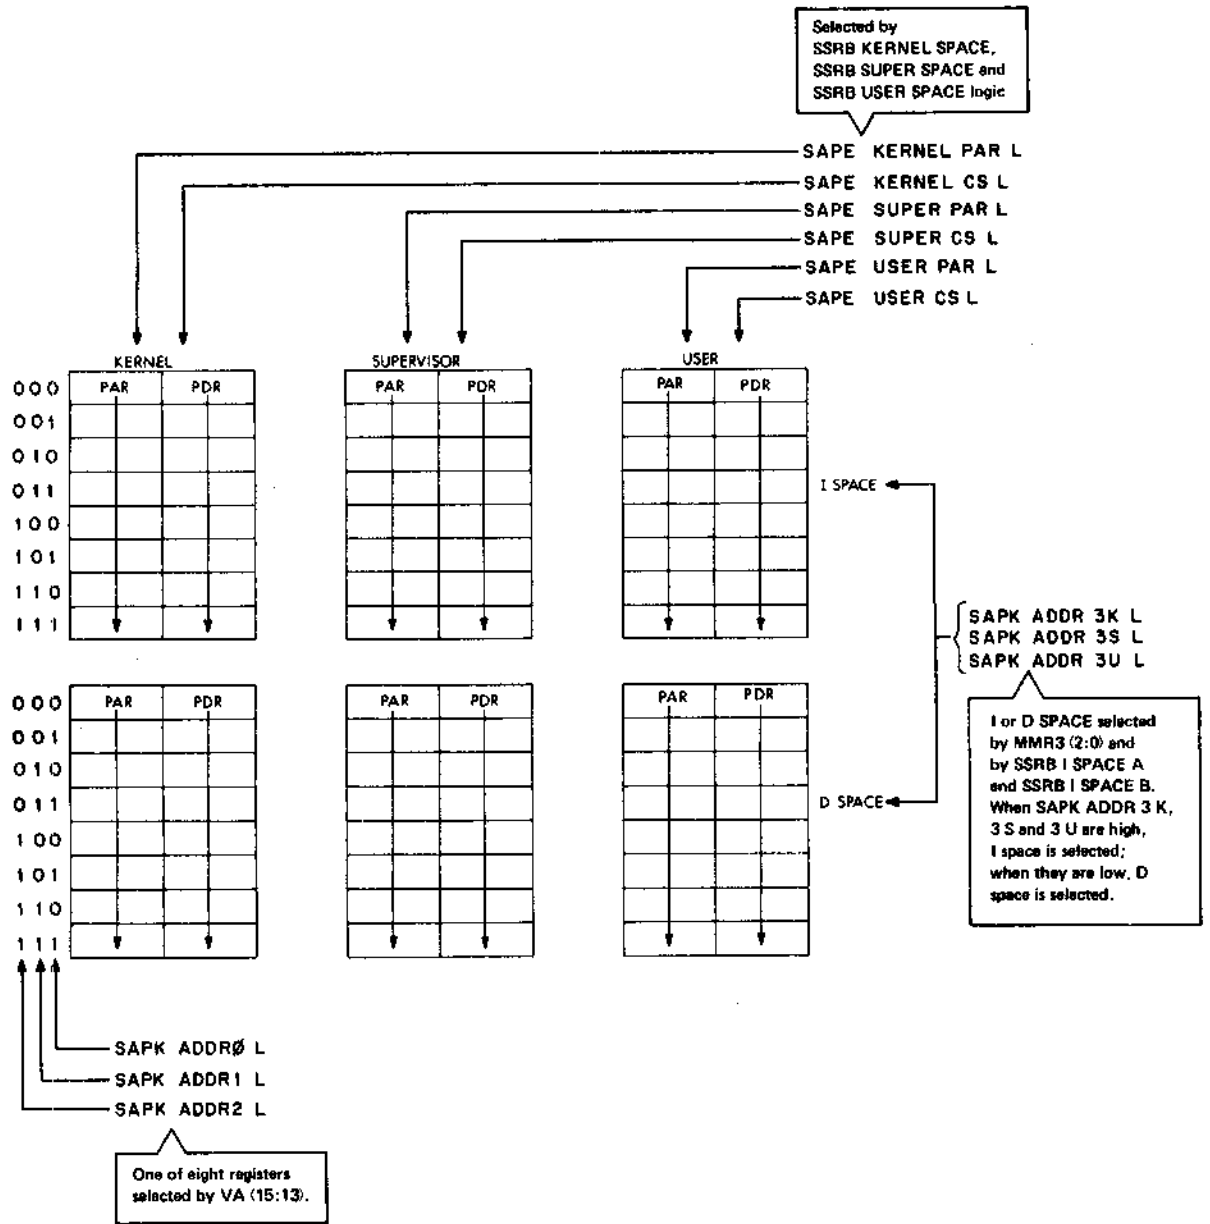 Selected by
SSRB KERNEL SPACE,
SSRB SUPER SPACE and
SSRB USER SPACE logic
SAPE KERNEL PAR L
SAPE KERNEL CS L
SAPE SUPER PAR L
SAPE SUPER CS L
SAPE USER PAR L
SAPE USER CS L
KERNEL SUPERVISOR USER
000 PAR PDR PAR PDR PAR PDR
001
010
011
I SPACE
100
101
110
111
SAPK ADDR 3K L
SAPK ADDR 3S L
SAPK ADDR 3U L
000 PAR PDR PAR PDR PAR PDR
001
010
011
D SPACE
100
101
110
111
I or D SPACE selected
by MMR3 (2:0) and
by SSRB I SPACE A
and SSRB I SPACE B.
When SAPK ADDR 3 K,
3 S and 3 U are high,
I space is selected;
when they are low, D
space is selected.
SAPK ADDRØ L
SAPK ADDR1 L
SAPK ADDR2 L
One of eight registers
selected by VA (15:13).